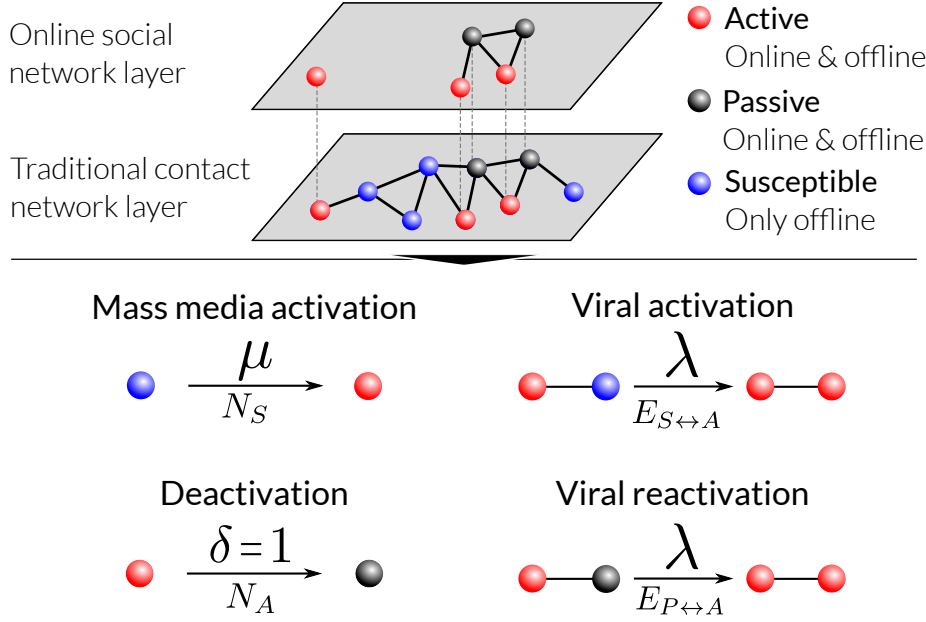 Online social
network layer
Traditional contact
network layer
Active
Online & offline
Passive
Online & offline
Susceptible
Only offline
Mass media activation
μ
N_S
Viral activation
λ
E_{S↔A}
Deactivation
δ = 1
N_A
Viral reactivation
λ
E_{P↔A}